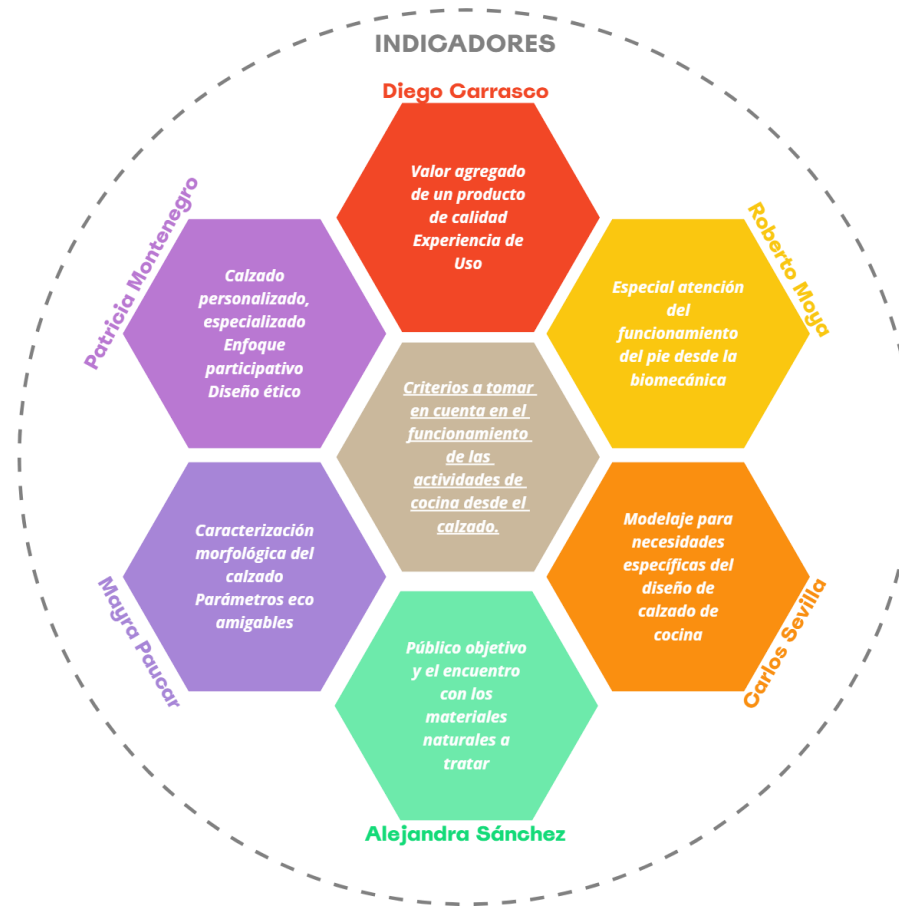 INDICADORES
Diego Carrasco
Valor agregado
de un producto
de calidad
Experiencia de
Uso
Patricia Montenegro
Calzado
personalizado,
especializado
Enfoque
participativo
Diseño ético
Roberto Moya
Especial atención
del
funcionamiento
del pie desde la
biomecánica
Criterios a tomar
en cuenta en el
funcionamiento
de las
actividades de
cocina desde el
calzado.
Mayra Paucar
Caracterización
morfológica del
calzado
Parámetros eco
amigables
Modelaje para
necesidades
específicas del
diseño de
calzado de
cocina
Carlos Sevilla
Público objetivo
y el encuentro
con los
materiales
naturales a
tratar
Alejandra Sánchez